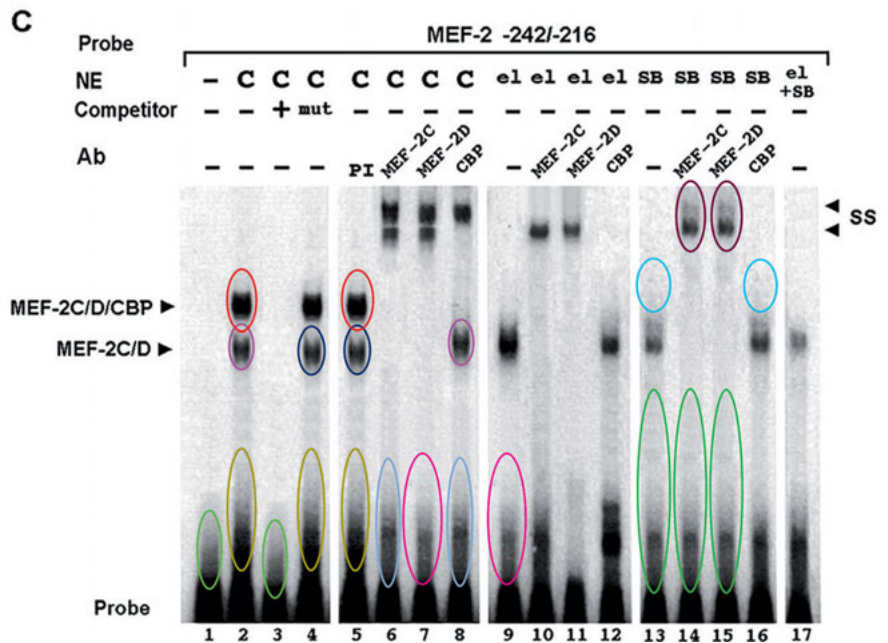 C
Probe MEF-2 -242/-216
NE – C C C C C C C el el el el SB SB SB SB el +SB
Competitor – – + mut – – – – – – – – – – – – –
Ab – – – – PI MEF-2C MEF-2D CBP – MEF-2C MEF-2D CBP – MEF-2C MEF-2D CBP –
SS
MEF-2C/D/CBP
MEF-2C/D
Probe
1 2 3 4 5 6 7 8 9 10 11 12 13 14 15 16 17